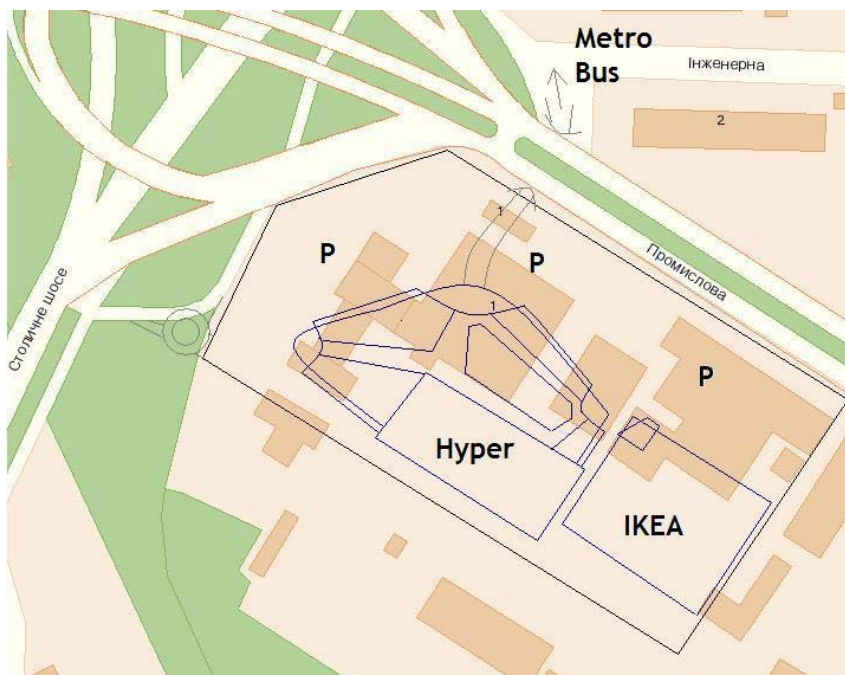 Metro
Bus
Інженерна
2
1
P
P
Промислова
Столичне шосе
1
P
Hyper
IKEA